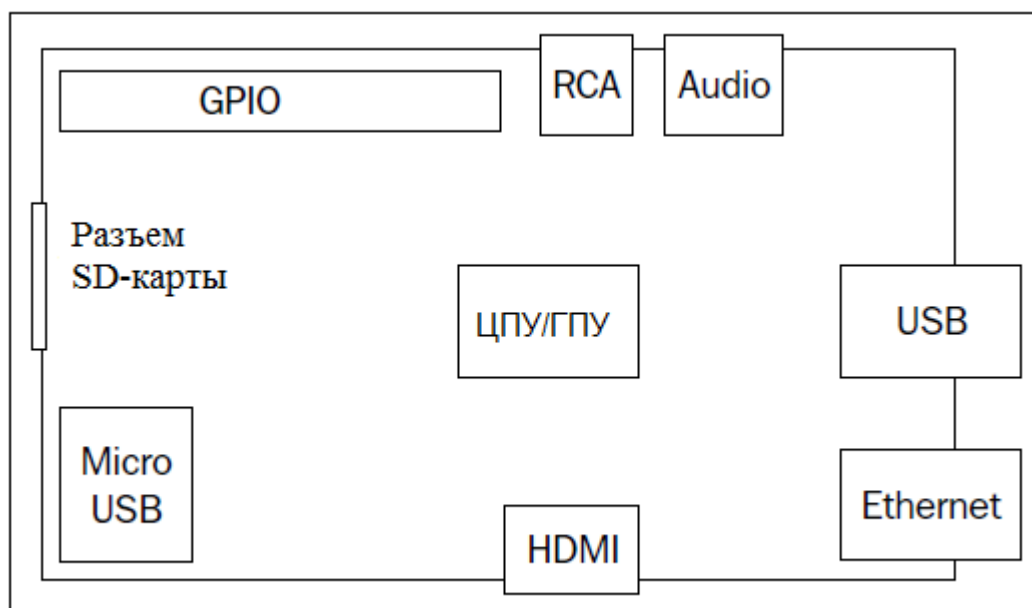 GPIO
RCA
Audio
Разъем
SD-карты
ЦПУ/ГПУ
USB
Micro
USB
HDMI
Ethernet